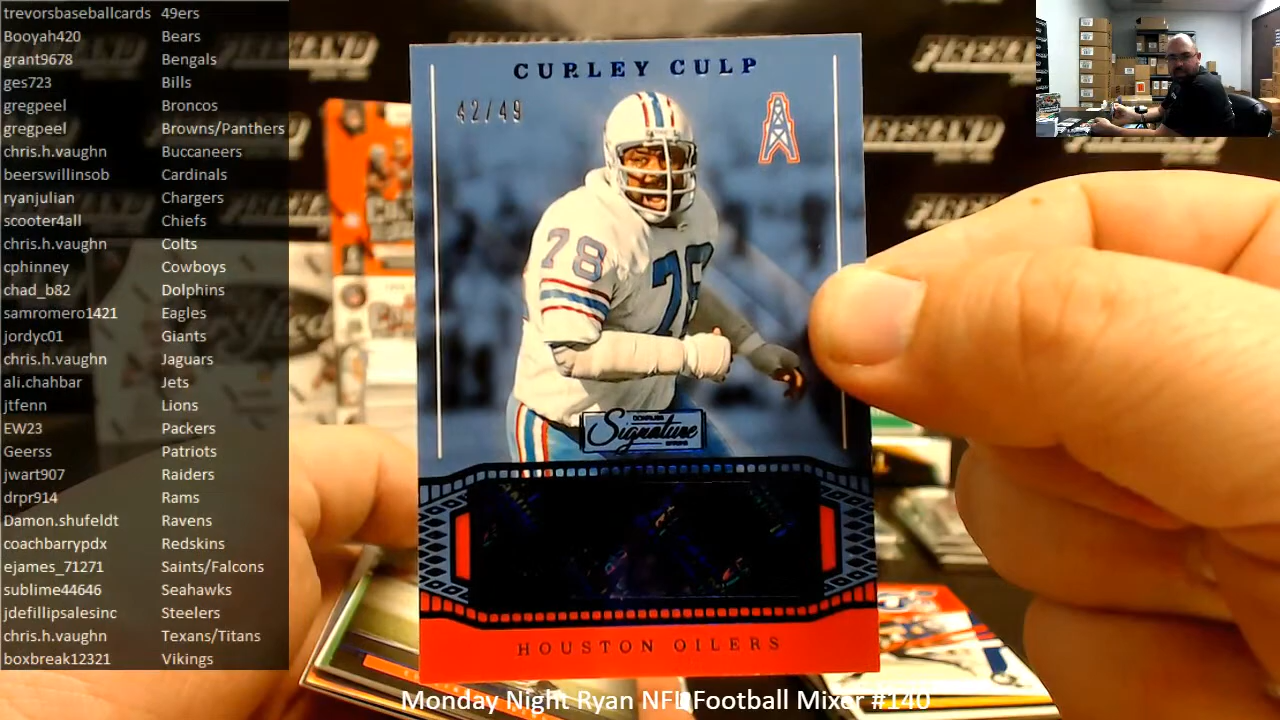 trevorsbaseballcards 49ers
Booyah420 Bears
grant9678 Bengals
ges723 Bills
gregpeel Broncos
gregpeel Browns/Panthers
chris.h.vaughn Buccaneers
beerswillinsob Cardinals
ryanjulian Chargers
scooter4all Chiefs
chris.h.vaughn Colts
cphinney Cowboys
chad_b82 Dolphins
samromero1421 Eagles
jordyc01 Giants
chris.h.vaughn Jaguars
ali.chahbar Jets
jtfenn Lions
EW23 Packers
Geerss Patriots
jwart907 Raiders
drpr914 Rams
Damon.shufeldt Ravens
coachbarrypdx Redskins
ejames_71271 Saints/Falcons
sublime44646 Seahawks
jdefillipsalesinc Steelers
chris.h.vaughn Texans/Titans
boxbreak12321 Vikings
CURLEY CULP
42/49
78
78
Signature
HOUSTON OILERS
FIREHAND
FIREHAND
FIREHAND
Monday Night Ryan NFL Football Mixer #140